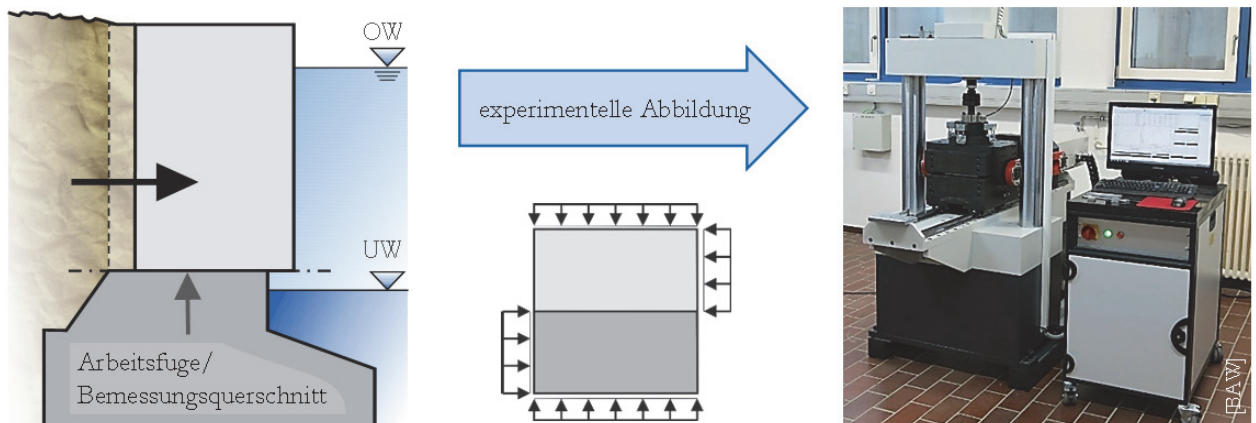 OW
experimentelle Abbildung
UW
Arbeitsfuge/
Bemessungsquerschnitt
[BAW]